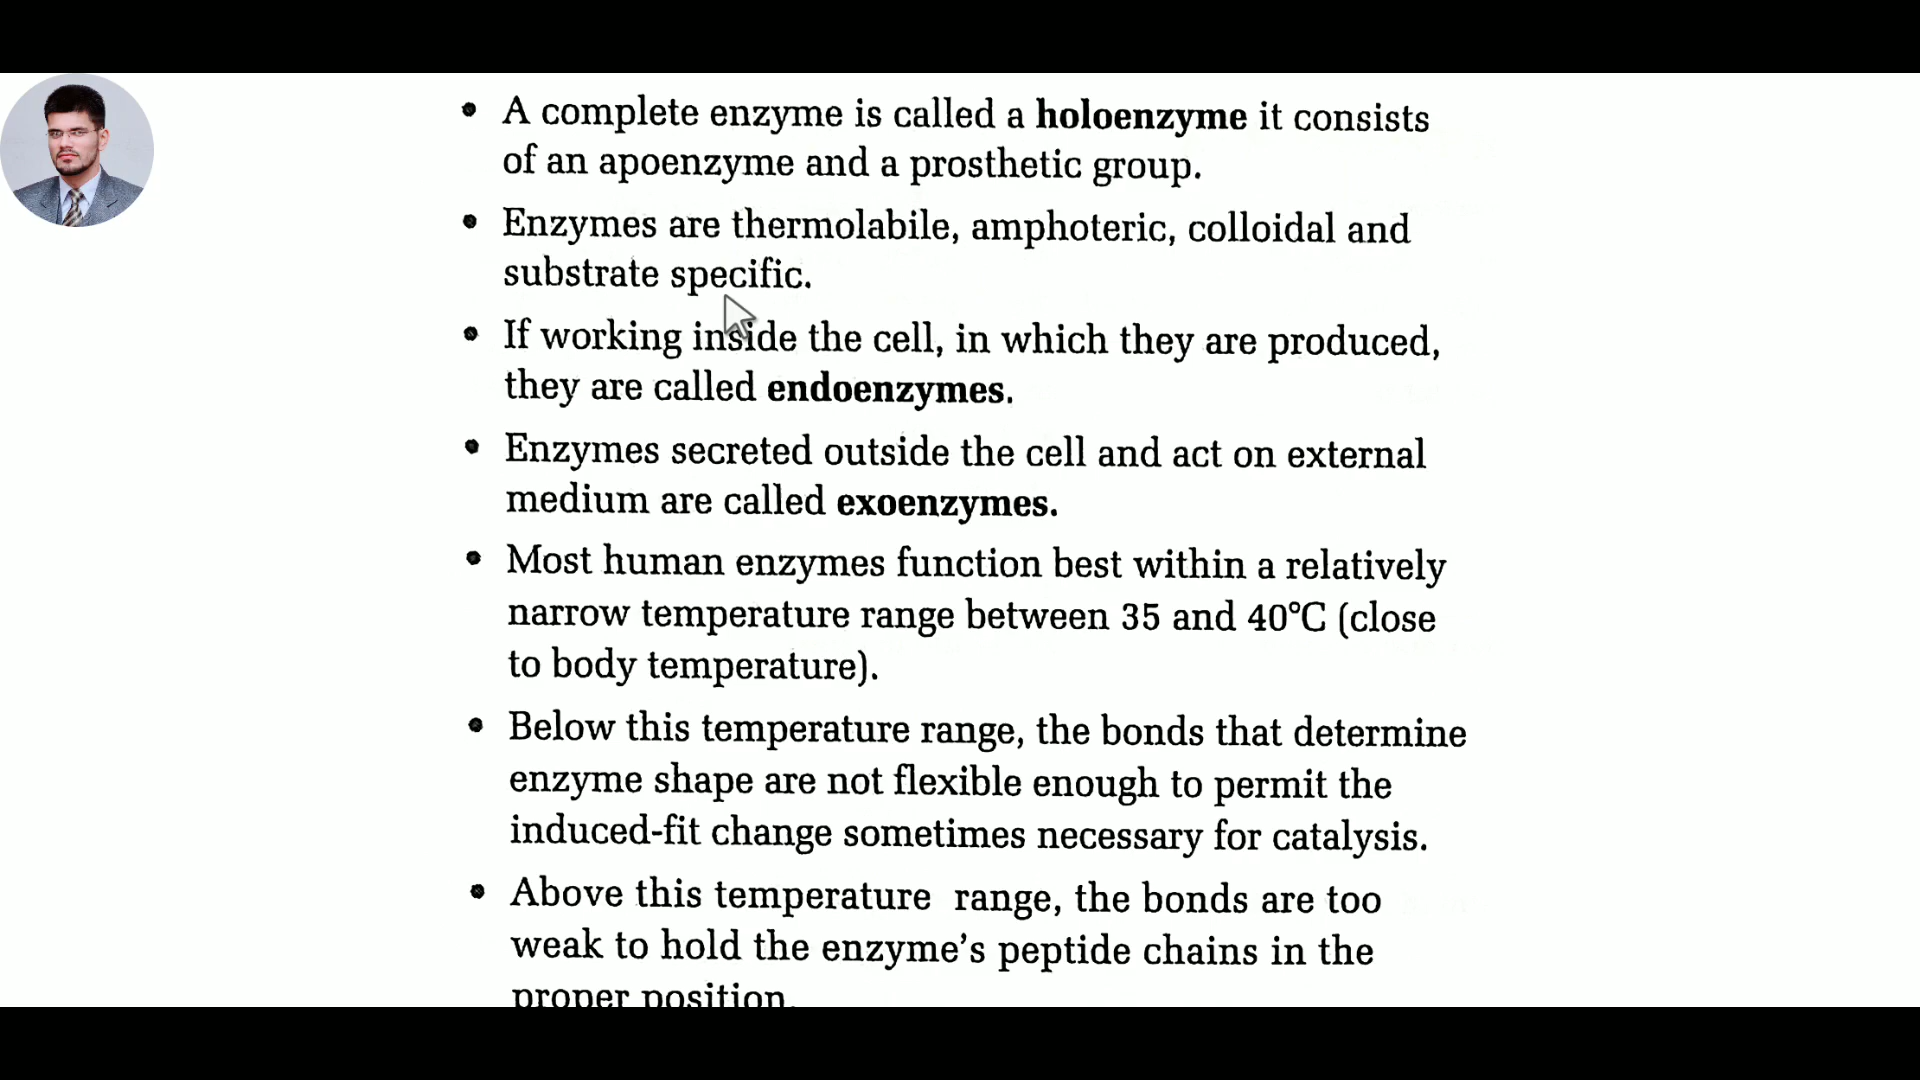 • A complete enzyme is called a holoenzyme it consists
of an apoenzyme and a prosthetic group.
• Enzymes are thermolabile, amphoteric, colloidal and
substrate specific.
• If working inside the cell, in which they are produced,
they are called endoenzymes.
• Enzymes secreted outside the cell and act on external
medium are called exoenzymes.
• Most human enzymes function best within a relatively
narrow temperature range between 35 and 40°C (close
to body temperature).
• Below this temperature range, the bonds that determine
enzyme shape are not flexible enough to permit the
induced-fit change sometimes necessary for catalysis.
• Above this temperature range, the bonds are too
weak to hold the enzyme’s peptide chains in the
proper position.